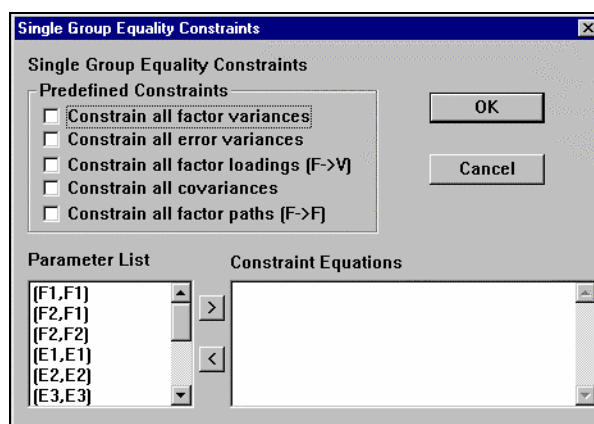 Single Group Equality Constraints
Single Group Equality Constraints
Predefined Constraints
Constrain all factor variances
Constrain all error variances
Constrain all factor loadings (F->V)
Constrain all covariances
Constrain all factor paths (F->F)
OK
Cancel
Parameter List
Constraint Equations
(F1,F1)
(F2,F1)
(F2,F2)
(E1,E1)
(E2,E2)
(E3,E3)
>
<